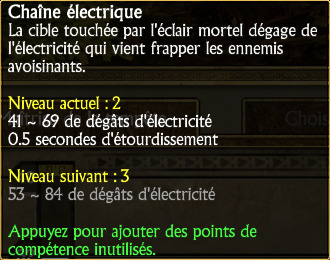 Chaîne électrique
La cible touchée par l'éclair mortel dégage de
l'électricité qui vient frapper les ennemis
avoisinants.
Niveau actuel : 2
41 ~ 69 de dégâts d'électricité
0.5 secondes d'étourdissement
Niveau suivant : 3
53 ~ 84 de dégâts d'électricité
Appuyez pour ajouter des points de
compétence inutilisés.